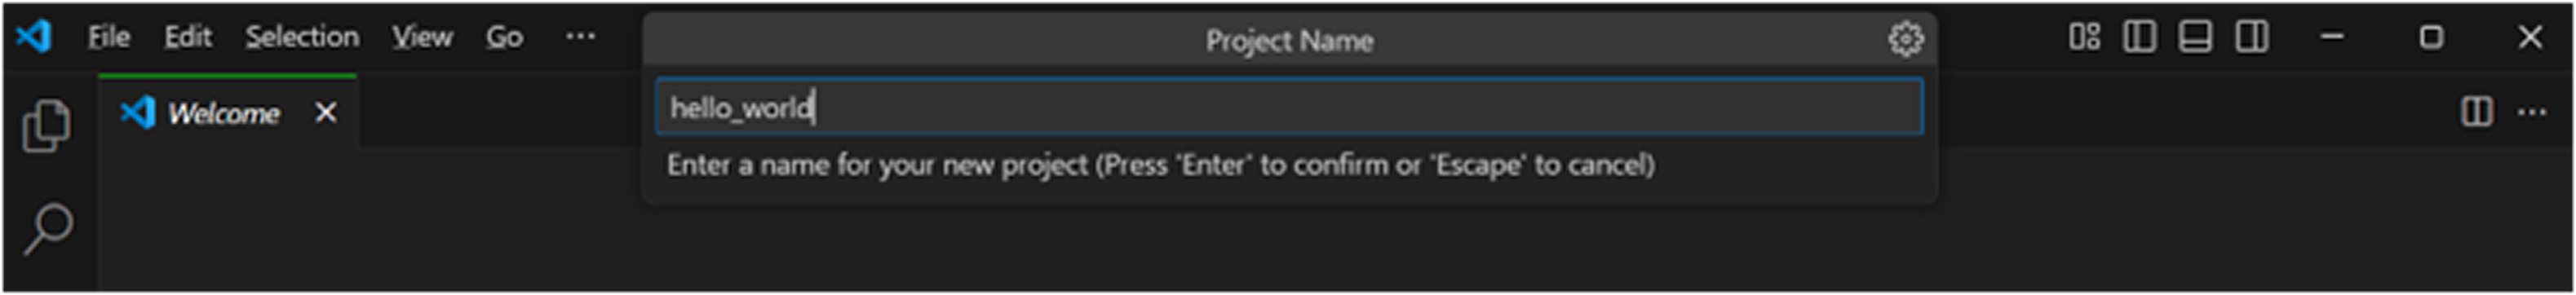 File Edit Selection View Go ···
Project Name
Welcome
hello_world
Enter a name for your new project (Press 'Enter' to confirm or 'Escape' to cancel)